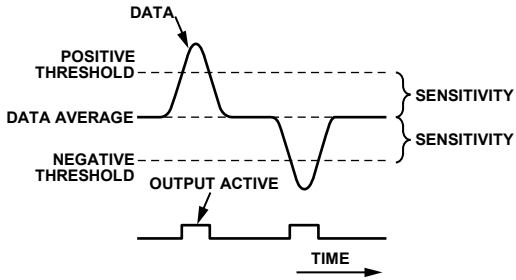 DATA
POSITIVE
THRESHOLD
SENSITIVITY
DATA AVERAGE
SENSITIVITY
NEGATIVE
THRESHOLD
OUTPUT ACTIVE
TIME